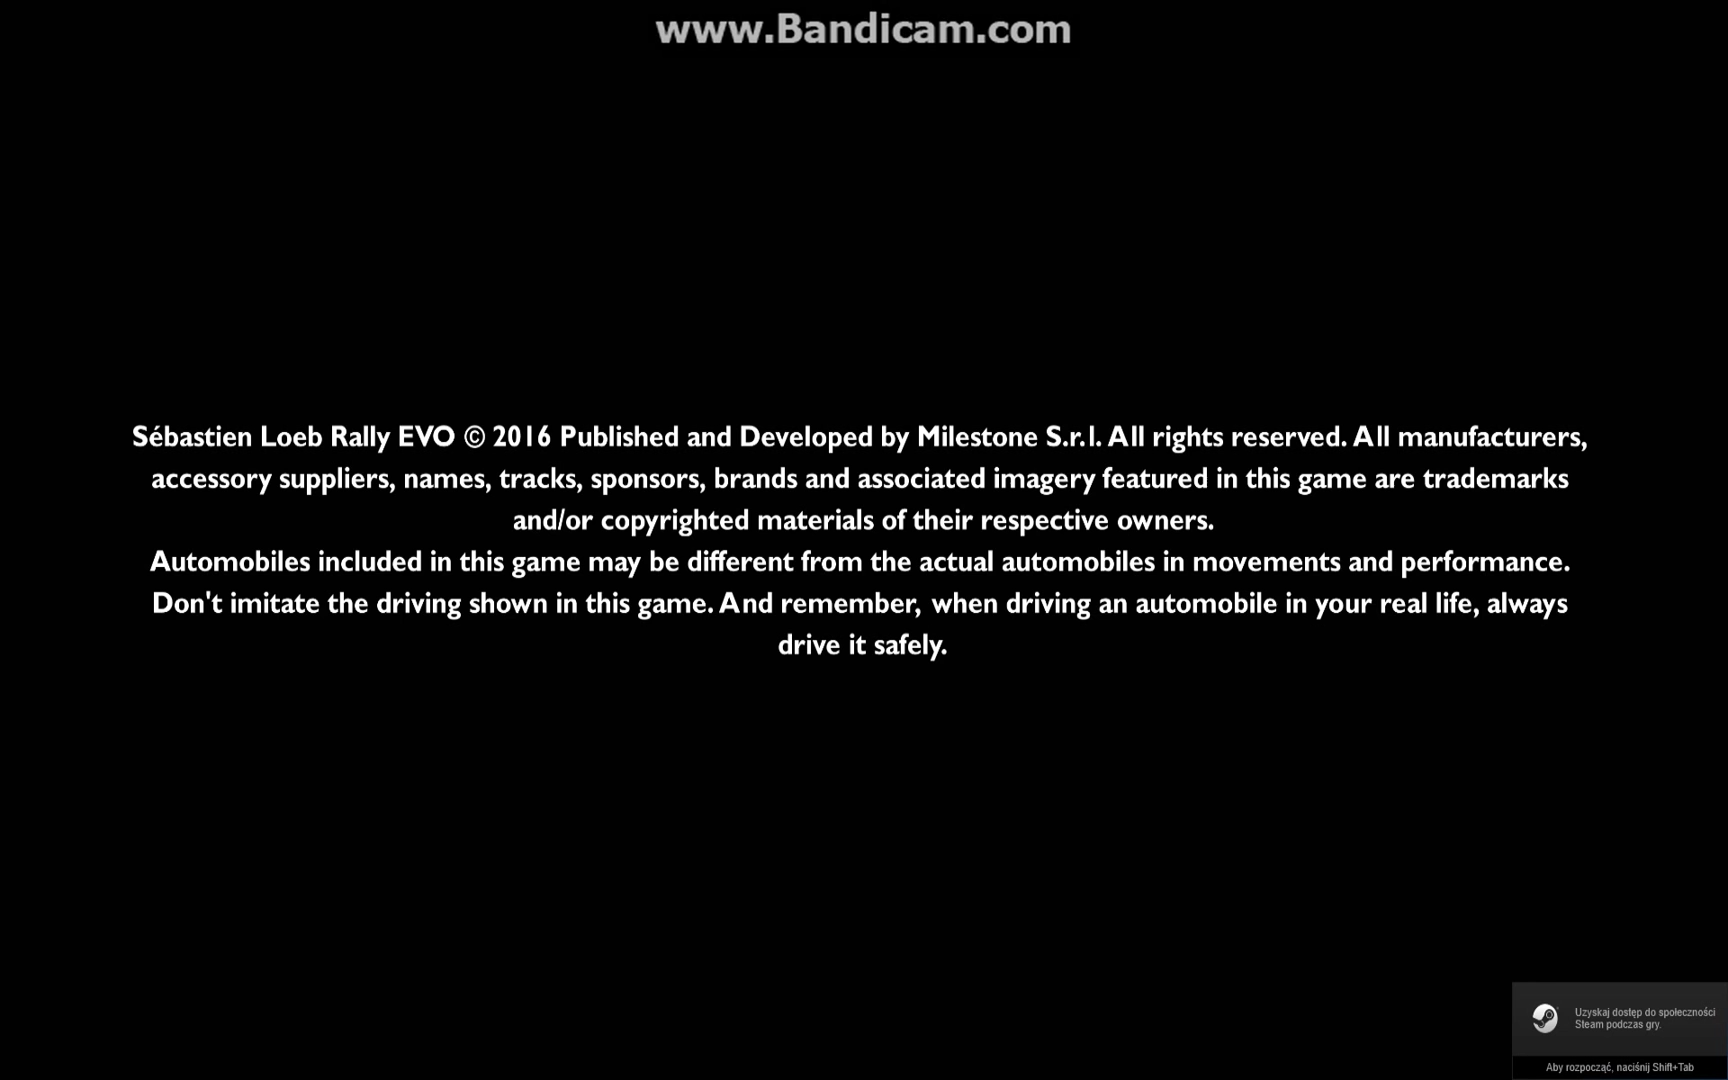 www.Bandicam.com
Sébastien Loeb Rally EVO © 2016 Published and Developed by Milestone S.r.l. All rights reserved. All manufacturers,
accessory suppliers, names, tracks, sponsors, brands and associated imagery featured in this game are trademarks
and/or copyrighted materials of their respective owners.
Automobiles included in this game may be different from the actual automobiles in movements and performance.
Don't imitate the driving shown in this game. And remember, when driving an automobile in your real life, always
drive it safely.
Uzyskaj dostęp do społeczności
Steam podczas gry.
Aby rozpocząć, naciśnij Shift+Tab